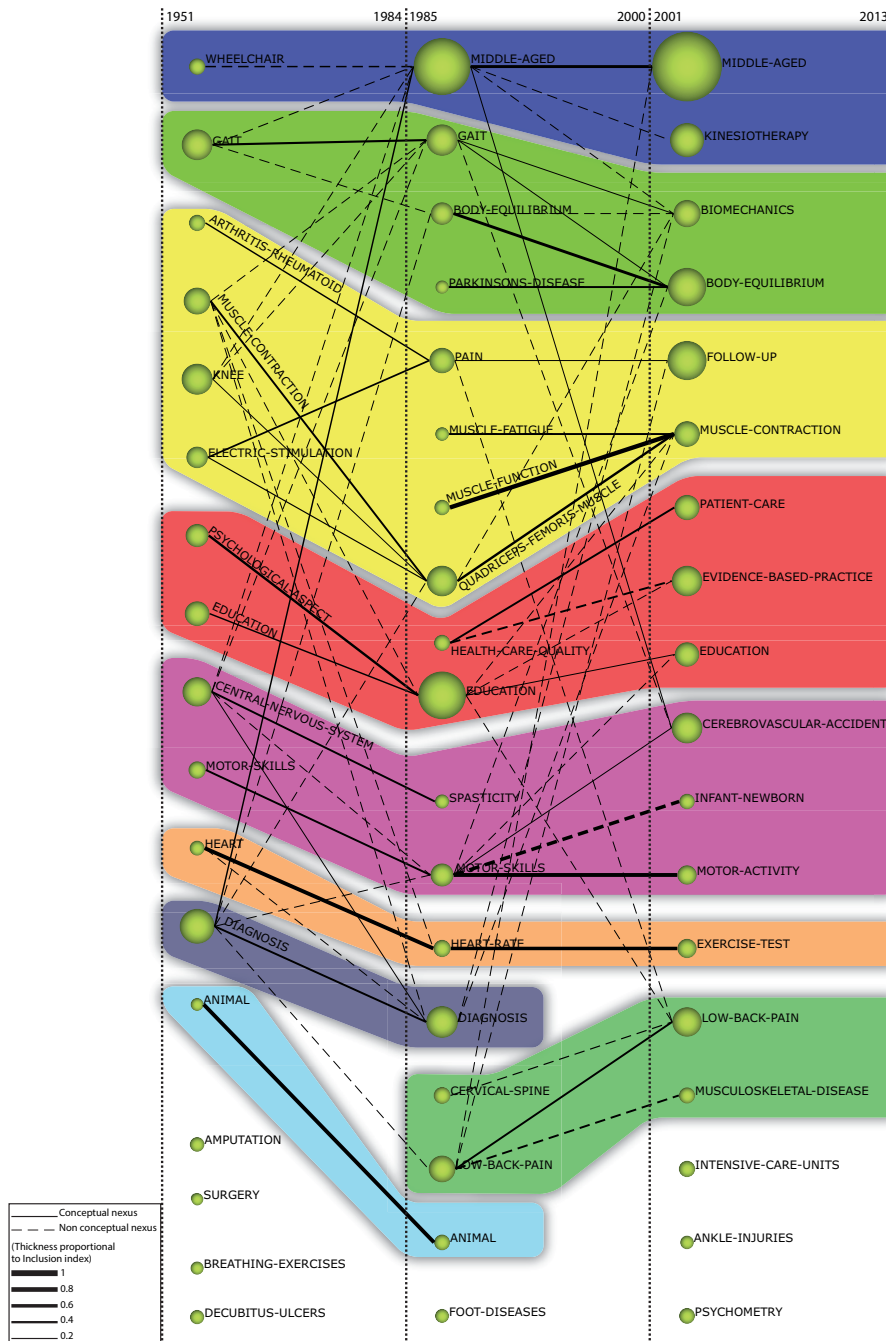 1951
1984
1985
2000
2001
2013
WHEELCHAIR
MIDDLE-AGED
MIDDLE-AGED
GAIT
GAIT
KINESIOTHERAPY
ARTHRITIS-RHEUMATOID
BODY-EQUILIBRIUM
BIOMECHANICS
MUSCLE-CONTRACTION
PARKINSONS-DISEASE
BODY-EQUILIBRIUM
KNEE
PAIN
FOLLOW-UP
ELECTRIC-STIMULATION
MUSCLE-FATIGUE
MUSCLE-CONTRACTION
MUSCLE-FUNCTION
QUADRICEPS-FEMORIS-MUSCLE
PATIENT-CARE
PSYCHOLOGICAL-ASPECT
EVIDENCE-BASED-PRACTICE
EDUCATION
HEALTH-CARE-QUALITY
EDUCATION
EDUCATION
CENTRAL-NERVOUS-SYSTEM
CEREBROVASCULAR-ACCIDENT
MOTOR-SKILLS
SPASTICITY
INFANT-NEWBORN
HEART
MOTOR-SKILLS
MOTOR-ACTIVITY
DIAGNOSIS
HEART-RATE
EXERCISE-TEST
ANIMAL
DIAGNOSIS
LOW-BACK-PAIN
CERVICAL-SPINE
MUSCULOSKELETAL-DISEASE
AMPUTATION
LOW-BACK-PAIN
INTENSIVE-CARE-UNITS
SURGERY
ANIMAL
ANKLE-INJURIES
BREATHING-EXERCISES
DECUBITUS-ULCERS
FOOT-DISEASES
PSYCHOMETRY
Conceptual nexus
Non conceptual nexus
(Thickness proportional
to Inclusion index)
1
0.8
0.6
0.4
0.2